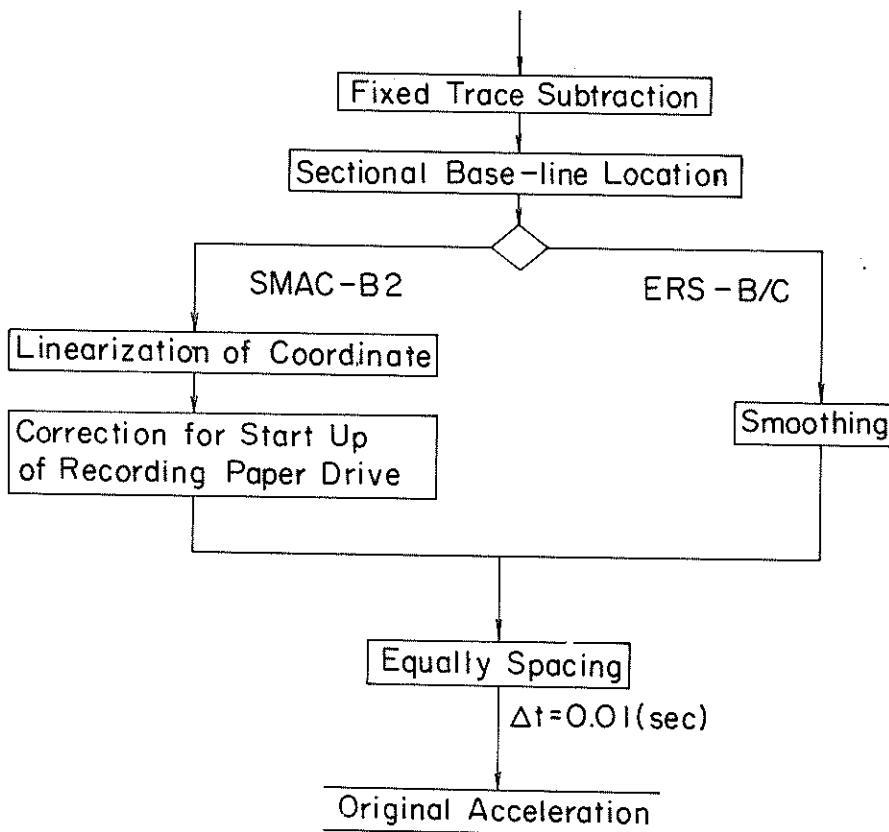 Fixed Trace Subtraction
Sectional Base-line Location
SMAC-B2
ERS-B/C
Linearization of Coordinate
Correction for Start Up
of Recording Paper Drive
Smoothing
Equally Spacing
Δt=0.01(sec)
Original Acceleration